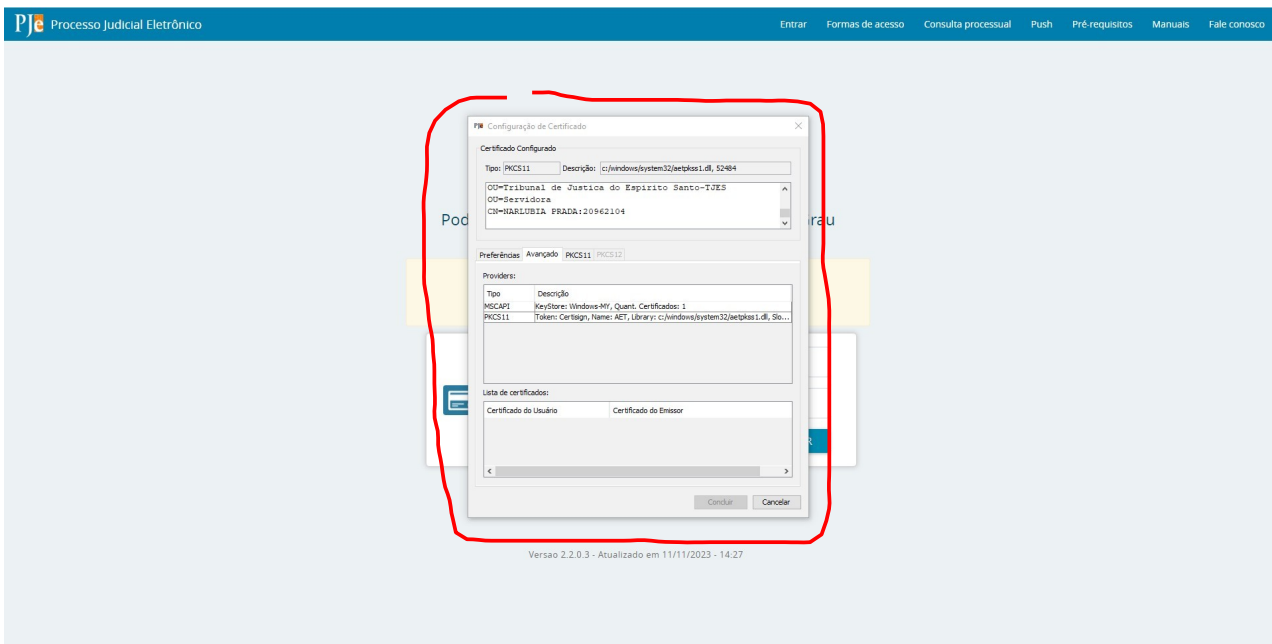 PJe Processo Judicial Eletrônico
Entrar Formas de acesso Consulta processual Push Pré-requisitos Manuais Fale conosco
PJe Configuração de Certificado
Certificado Configurado
Tipo: PKCS11 Descrição: c:/windows/system32/aetpkss1.dll, 52484
OU=Tribunal de Justica do Espirito Santo-TJES
OU=Servidora
CN=NARLUBIA PRADA:20962104
Pod rau
Preferências Avançado PKCS11 PKCS12
Providers:
Tipo Descrição
MSCAPI KeyStore: Windows-MY, Quant. Certificados: 1
PKCS11 Token: Certisign, Name: AET, Library: c:/windows/system32/aetpkss1.dll, Slo...
Lista de certificados:
Certificado do Usuário Certificado do Emissor
R
Concluir Cancelar
Versao 2.2.0.3 - Atualizado em 11/11/2023 - 14:27